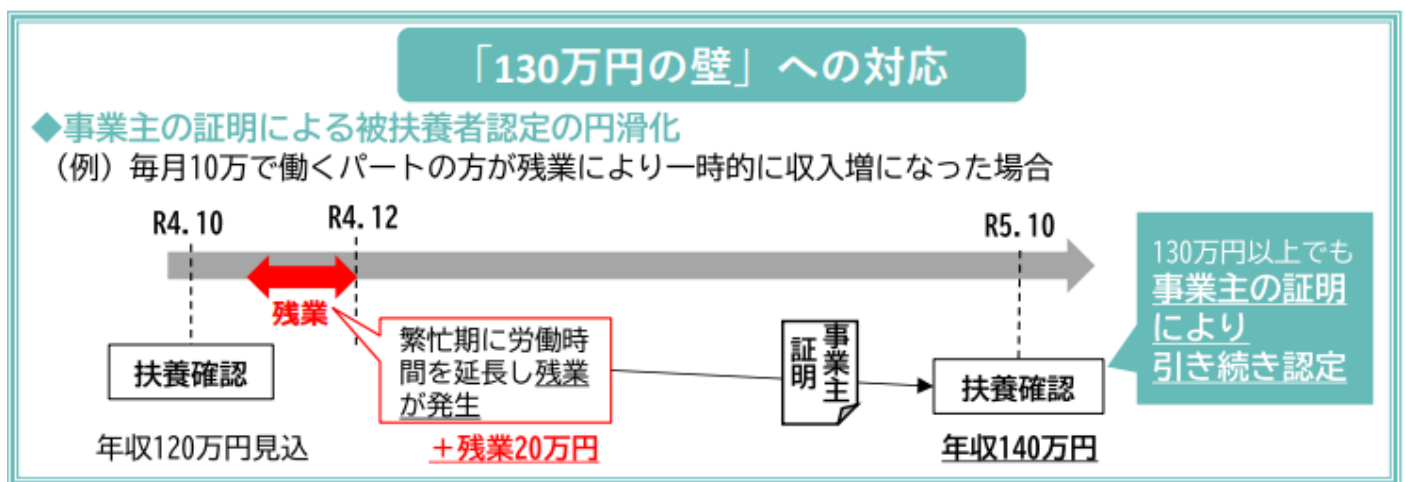 「130万円の壁」への対応
◆事業主の証明による被扶養者認定の円滑化
（例）毎月10万で働くパートの方が残業により一時的に収入増になった場合
R4.10
R4.12
R5.10
残業
扶養確認
年収120万円見込
繁忙期に労働時
間を延長し残業
が発生
＋残業20万円
事業主
証明
扶養確認
年収140万円
130万円以上でも
事業主の証明
により
引き続き認定